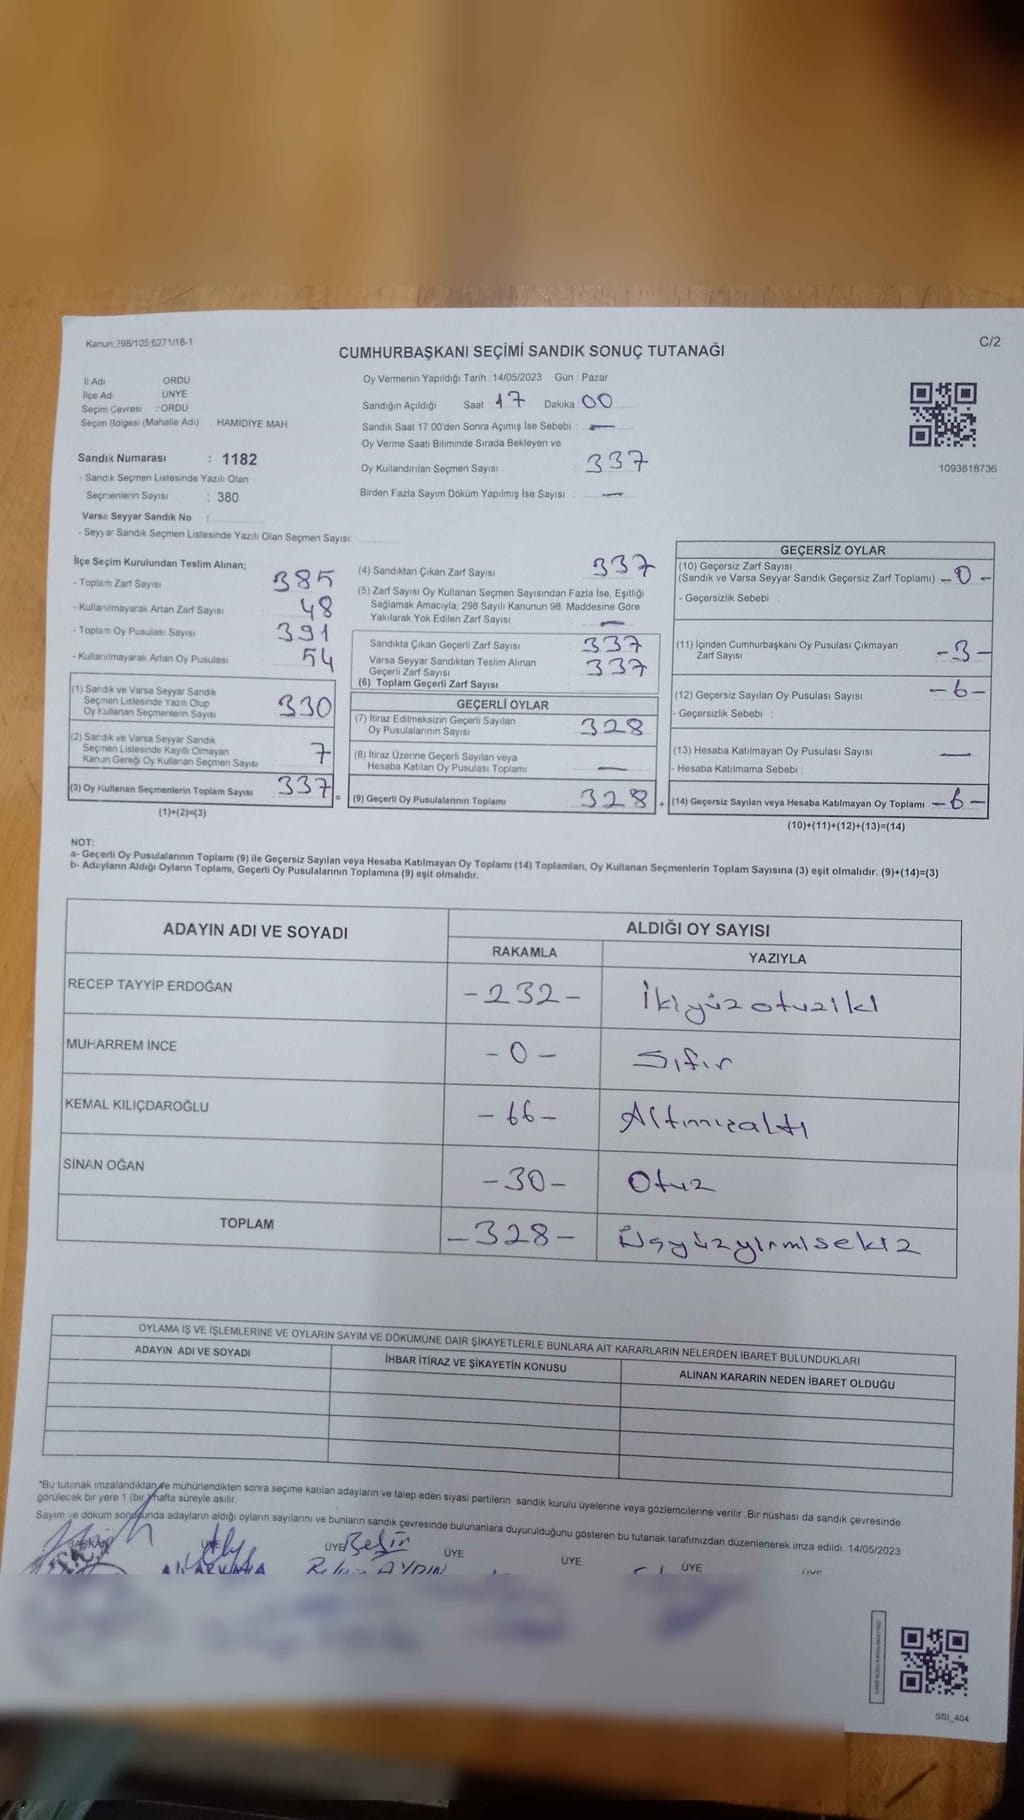 Kanun:298/105;6271/18-1
C/2
CUMHURBAŞKANI SEÇİMİ SANDIK SONUÇ TUTANAĞI
İl Adı ORDU
İlçe Ad ÜNYE
Seçim Çevresi : ORDU
Seçim Bölgesi (Mahalle Adı) : HAMİDİYE MAH.
Sandık Numarası : 1182
- Sandık Seçmen Listesinde Yazılı Olan
Seçmenlerin Sayısı : 380
Varsa Seyyar Sandık No :
- Seyyar Sandık Seçmen Listesinde Yazılı Olan Seçmen Sayısı
Oy Vermenin Yapıldığı Tarih : 14/05/2023 Gün : Pazar
Sandığın Açıldığı Saat 17 Dakika 00
Sandık Saat 17:00'den Sonra Açımış İse Sebebi : —
Oy Verme Saati Bitiminde Sırada Bekleyen ve
Oy Kullandırılan Seçmen Sayısı : 337
Birden Fazla Sayım Döküm Yapılmış İse Sayısı : —
1093818736
İlçe Seçim Kurulundan Teslim Alınan;
- Toplam Zarf Sayısı 385
- Kullanılmayarak Artan Zarf Sayısı 48
- Toplam Oy Pusulası Sayısı 391
- Kullanılmayarak Artan Oy Pusulası 54
(1) Sandık ve Varsa Seyyar Sandık
Seçmen Listesinde Yazılı Olup
Oy Kullanan Seçmenlerin Sayısı 330
(2) Sandık ve Varsa Seyyar Sandık
Seçmen Listesinde Kayıtlı Olmayan
Kanun Gereği Oy Kullanan Seçmen Sayısı 7
(3) Oy Kullanan Seçmenlerin Toplam Sayısı 337 =
(1)+(2)=(3)
(4) Sandıktan Çıkan Zarf Sayısı 337
(5) Zarf Sayısı Oy Kullanan Seçmen Sayısından Fazla İse, Eşitliği
Sağlamak Amacıyla; 298 Sayılı Kanunun 98. Maddesine Göre
Yakılarak Yok Edilen Zarf Sayısı —
Sandıkta Çıkan Geçerli Zarf Sayısı 337
Varsa Seyyar Sandıktan Teslim Alınan
Geçerli Zarf Sayısı 337
(6) Toplam Geçerli Zarf Sayısı
GEÇERLİ OYLAR
(7) İtiraz Edilmeksizin Geçerli Sayılan
Oy Pusulalarının Sayısı 328
(8) İtiraz Üzerine Geçerli Sayılan veya
Hesaba Katılan Oy Pusulası Toplamı —
(9) Geçerli Oy Pusulalarının Toplamı 328 +
GEÇERSİZ OYLAR
(10) Geçersiz Zarf Sayısı
(Sandık ve Varsa Seyyar Sandık Geçersiz Zarf Toplamı) - 0 -
- Geçersizlik Sebebi :
(11) İçinden Cumhurbaşkanı Oy Pusulası Çıkmayan
Zarf Sayısı - 3 -
(12) Geçersiz Sayılan Oy Pusulası Sayısı - 6 -
- Geçersizlik Sebebi :
(13) Hesaba Katılmayan Oy Pusulası Sayısı —
- Hesaba Katılmama Sebebi :
(14) Geçersiz Sayılan veya Hesaba Katılmayan Oy Toplamı - 6 -
(10)+(11)+(12)+(13)=(14)
NOT:
a- Geçerli Oy Pusulalarının Toplamı (9) ile Geçersiz Sayılan veya Hesaba Katılmayan Oy Toplamı (14) Toplamları, Oy Kullanan Seçmenlerin Toplam Sayısına (3) eşit olmalıdır. (9)+(14)=(3)
b- Adayların Aldığı Oyların Toplamı, Geçerli Oy Pusulalarının Toplamına (9) eşit olmalıdır.
ADAYIN ADI VE SOYADI ALDIĞI OY SAYISI
RAKAMLA YAZIYLA
RECEP TAYYİP ERDOĞAN - 232 - İkiyüzotuziki
MUHARREM İNCE - 0 - Sıfır
KEMAL KILIÇDAROĞLU - 66 - Altmışaltı
SİNAN OĞAN - 30 - Otuz
TOPLAM - 328 - Üçyüzyirmisekiz
OYLAMA İŞ VE İŞLEMLERİNE VE OYLARIN SAYIM VE DÖKÜMÜNE DAİR ŞİKAYETLERLE BUNLARA AİT KARARLARIN NELERDEN İBARET BULUNDUKLARI
ADAYIN ADI VE SOYADI İHBAR İTİRAZ VE ŞİKAYETİN KONUSU ALINAN KARARIN NEDEN İBARET OLDUĞU
*Bu tutanak imzalandıktan ve mühürlendikten sonra seçime katılan adayların ve talep eden siyasi partilerin sandık kurulu üyelerine veya gözlemcilerine verilir. Bir nüshası da sandık çevresinde
görülecek bir yere 1 (bir) hafta süreyle asılır.
Sayım ve döküm sonucunda adayların aldığı oyların sayılarını ve bunların sandık çevresinde bulunanlara duyurulduğunu gösteren bu tutanak tarafımızdan düzenlenerek imza edildi. 14/05/2023
BAŞKAN ÜYE ÜYE ÜYE ÜYE ÜYE
AYDIN
SSI_404